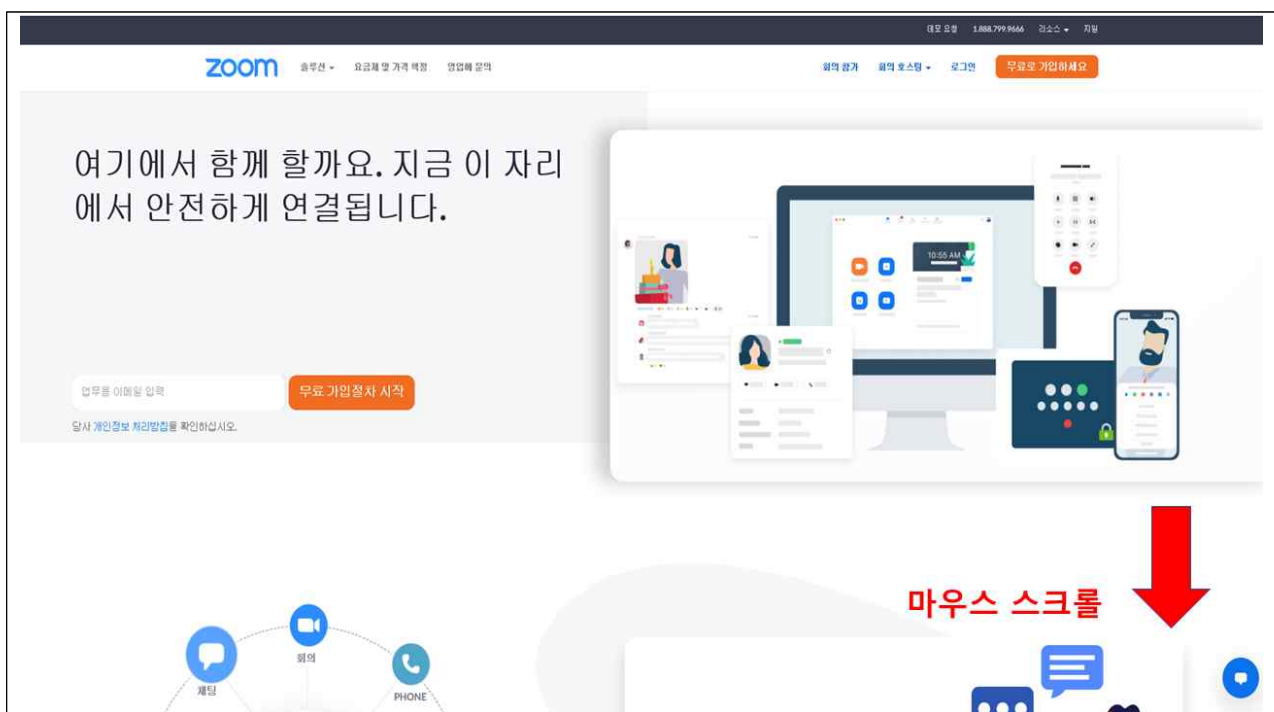 데모 요청 1.888.799.9666 리소스 지원
zoom 솔루션 요금제 및 가격 책정 영업에 문의 회의 참가 회의 호스팅 로그인 무료로 가입하세요
여기에서 함께 할까요. 지금 이 자리
에서 안전하게 연결됩니다.
10:55 AM
업무용 이메일 입력 무료 가입절차 시작
당사 개인정보 처리방침을 확인하십시오.
마우스 스크롤
회의
채팅
PHONE